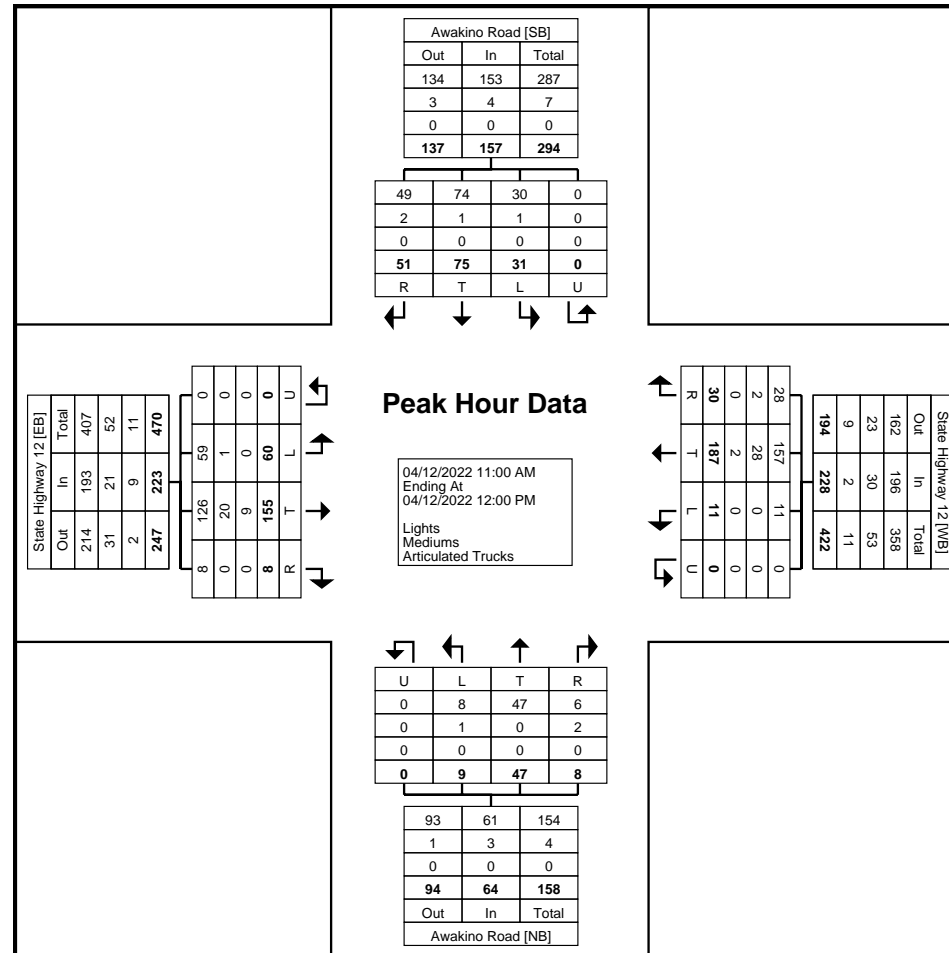 Awakino Road [SB]
Out In Total
134 153 287
3 4 7
0 0 0
137 157 294
49 74 30 0
2 1 1 0
0 0 0 0
51 75 31 0
R T L U
Peak Hour Data
04/12/2022 11:00 AM
Ending At
04/12/2022 12:00 PM
Lights
Mediums
Articulated Trucks
State Highway 12 [EB]
Out In Total
214 193 407
31 21 52
2 9 11
247 223 470
8 126 59 0
0 20 1 0
0 9 0 0
8 155 60 0
R T L U
State Highway 12 [WB]
Out In Total
162 196 358
23 30 53
9 2 11
194 228 422
28 157 11 0
2 28 0 0
0 2 0 0
30 187 11 0
R T L U
U L T R
0 8 47 6
0 1 0 2
0 0 0 0
0 9 47 8
93 61 154
1 3 4
0 0 0
94 64 158
Out In Total
Awakino Road [NB]